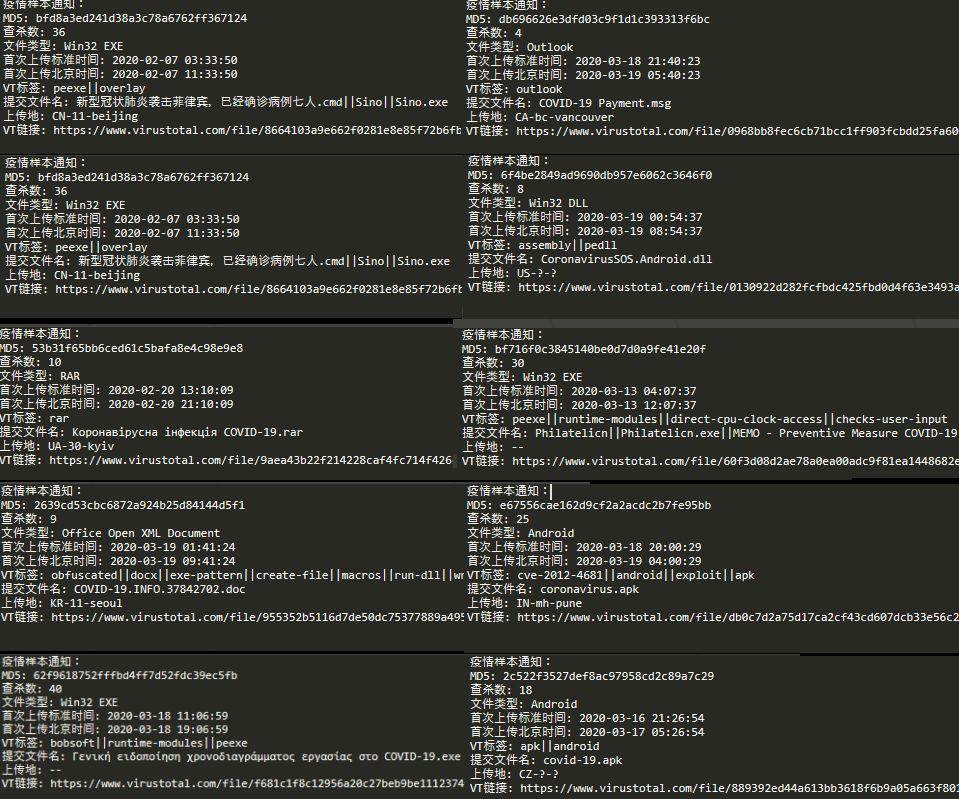 疫情样本通知：
MD5: bfd8a3ed241d38a3c78a6762ff367124
查杀数: 36
文件类型: Win32 EXE
首次上传标准时间: 2020-02-07 03:33:50
首次上传北京时间: 2020-02-07 11:33:50
VT标签: peexe||overlay
提交文件名: 新型冠状肺炎袭击菲律宾，已经确诊病例七人.cmd||Sino||Sino.exe
上传地: CN-11-beijing
VT链接: https://www.virustotal.com/file/8664103a9e662f0281e8e85f72b6fb
疫情样本通知：
MD5: bfd8a3ed241d38a3c78a6762ff367124
查杀数: 36
文件类型: Win32 EXE
首次上传标准时间: 2020-02-07 03:33:50
首次上传北京时间: 2020-02-07 11:33:50
VT标签: peexe||overlay
提交文件名: 新型冠状肺炎袭击菲律宾，已经确诊病例七人.cmd||Sino||Sino.exe
上传地: CN-11-beijing
VT链接: https://www.virustotal.com/file/8664103a9e662f0281e8e85f72b6fb
疫情样本通知：
MD5: 53b31f65bb6ced61c5bafa8e4c98e9e8
查杀数: 10
文件类型: RAR
首次上传标准时间: 2020-02-20 13:10:09
首次上传北京时间: 2020-02-20 21:10:09
VT标签: rar
提交文件名: Коронавірусна інфекція COVID-19.rar
上传地: UA-30-kyiv
VT链接: https://www.virustotal.com/file/9aea43b22f214228caf4fc714f426
疫情样本通知：
MD5: 2639cd53cbc6872a924b25d84144d5f1
查杀数: 9
文件类型: Office Open XML Document
首次上传标准时间: 2020-03-19 01:41:24
首次上传北京时间: 2020-03-19 09:41:24
VT标签: obfuscated||docx||exe-pattern||create-file||macros||run-dll||wr
提交文件名: COVID-19.INFO.37842702.doc
上传地: KR-11-seoul
VT链接: https://www.virustotal.com/file/955352b5116d7de50dc75377889a495
疫情样本通知：
MD5: 62f9618752fffbd4ff7d52fdc39ec5fb
查杀数: 40
文件类型: Win32 EXE
首次上传标准时间: 2020-03-18 11:06:59
首次上传北京时间: 2020-03-18 19:06:59
VT标签: bobsoft||runtime-modules||peexe
提交文件名: Γενική ειδοποίηση χρονοδιαγράμματος εργασίας στο COVID-19.exe
上传地: --
VT链接: https://www.virustotal.com/file/f681c1f8c12956a20c27beb9be1112374
疫情样本通知：
MD5: db696626e3dfd03c9f1d1c393313f6bc
查杀数: 4
文件类型: Outlook
首次上传标准时间: 2020-03-18 21:40:23
首次上传北京时间: 2020-03-19 05:40:23
VT标签: outlook
提交文件名: COVID-19 Payment.msg
上传地: CA-bc-vancouver
VT链接: https://www.virustotal.com/file/0968bb8fec6cb71bcc1ff903fcbdd25fa60
疫情样本通知：
MD5: 6f4be2849ad9690db957e6062c3646f0
查杀数: 8
文件类型: Win32 DLL
首次上传标准时间: 2020-03-19 00:54:37
首次上传北京时间: 2020-03-19 08:54:37
VT标签: assembly||pedll
提交文件名: CoronavirusSOS.Android.dll
上传地: US-?-?
VT链接: https://www.virustotal.com/file/0130922d282fcfbdc425fbd0d4f63e3493a
疫情样本通知：
MD5: bf716f0c3845140be0d7d0a9fe41e20f
查杀数: 30
文件类型: Win32 EXE
首次上传标准时间: 2020-03-13 04:07:37
首次上传北京时间: 2020-03-13 12:07:37
VT标签: peexe||runtime-modules||direct-cpu-clock-access||checks-user-input
提交文件名: Philatelicn||Philatelicn.exe||MEMO - Preventive Measure COVID-19
上传地: --
VT链接: https://www.virustotal.com/file/60f3d08d2ae78a0ea00adc9f81ea1448682e
疫情样本通知：
MD5: e67556cae162d9cf2a2acdc2b7fe95bb
查杀数: 25
文件类型: Android
首次上传标准时间: 2020-03-18 20:00:29
首次上传北京时间: 2020-03-19 04:00:29
VT标签: cve-2012-4681||android||exploit||apk
提交文件名: coronavirus.apk
上传地: IN-mh-pune
VT链接: https://www.virustotal.com/file/db0c7d2a75d17ca2cf43cd607dcb33e56c2
疫情样本通知：
MD5: 2c522f3527def8ac97958cd2c89a7c29
查杀数: 18
文件类型: Android
首次上传标准时间: 2020-03-16 21:26:54
首次上传北京时间: 2020-03-17 05:26:54
VT标签: apk||android
提交文件名: covid-19.apk
上传地: CZ-?-?
VT链接: https://www.virustotal.com/file/889392ed44a613bb3618f6b9a05a663f801